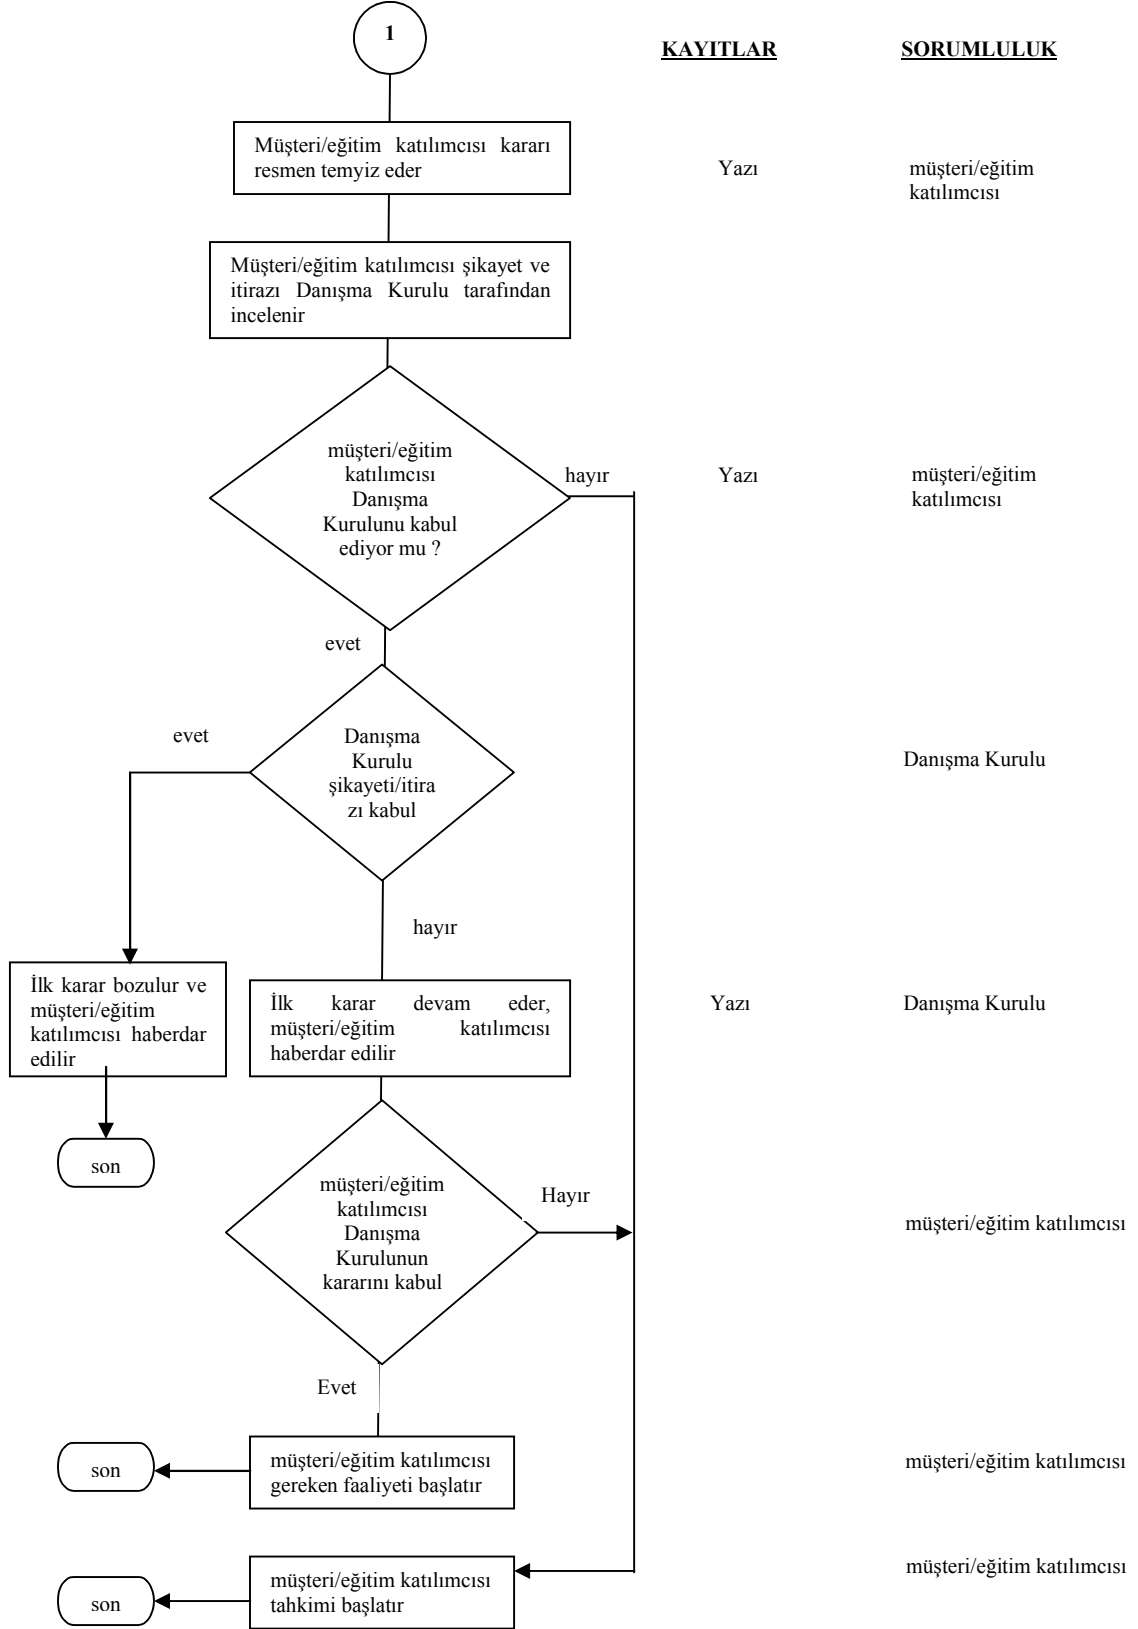 1
KAYITLAR
SORUMLULUK
Müşteri/eğitim katılımcısı kararı
resmen temyiz eder
Yazı
müşteri/eğitim
katılımcısı
Müşteri/eğitim katılımcısı şikayet ve
itirazı Danışma Kurulu tarafından
incelenir
müşteri/eğitim
katılımcısı
Danışma
Kurulunu kabul
ediyor mu ?
hayır
Yazı
müşteri/eğitim
katılımcısı
evet
evet
Danışma
Kurulu
şikayeti/itira
zı kabul
Danışma Kurulu
hayır
İlk karar bozulur ve
müşteri/eğitim
katılımcısı haberdar
edilir
İlk karar devam eder,
müşteri/eğitim katılımcısı
haberdar edilir
Yazı
Danışma Kurulu
son
müşteri/eğitim
katılımcısı
Danışma
Kurulunun
kararını kabul
Hayır
müşteri/eğitim katılımcısı
Evet
son
müşteri/eğitim katılımcısı
gereken faaliyeti başlatır
müşteri/eğitim katılımcısı
son
müşteri/eğitim katılımcısı
tahkimi başlatır
müşteri/eğitim katılımcısı